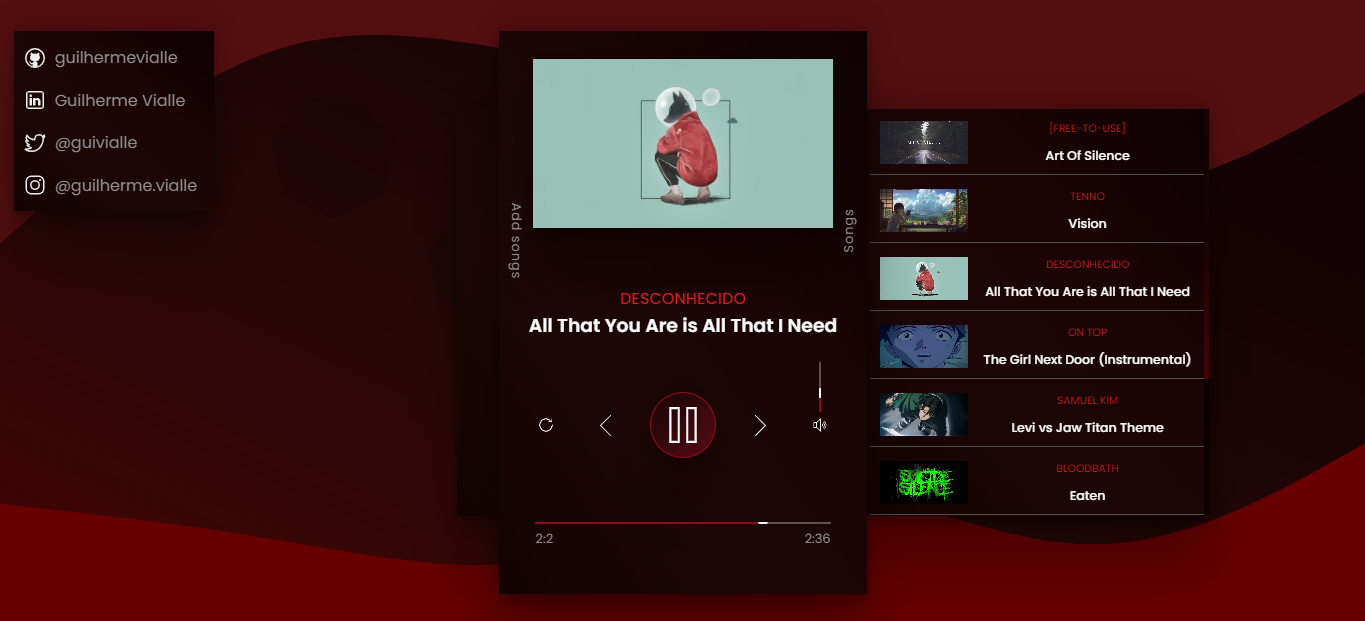 guilhermevialle
Guilherme Vialle
@guivialle
@guilherme.vialle
Add songs
Songs
DESCONHECIDO
All That You Are is All That I Need
2:2
2:36
[FREE-TO-USE]
Art Of Silence
TENNO
Vision
DESCONHECIDO
All That You Are is All That I Need
ON TOP
The Girl Next Door (Instrumental)
SAMUEL KIM
Levi vs Jaw Titan Theme
BLOODBATH
Eaten
SUICIDE
SILENCE